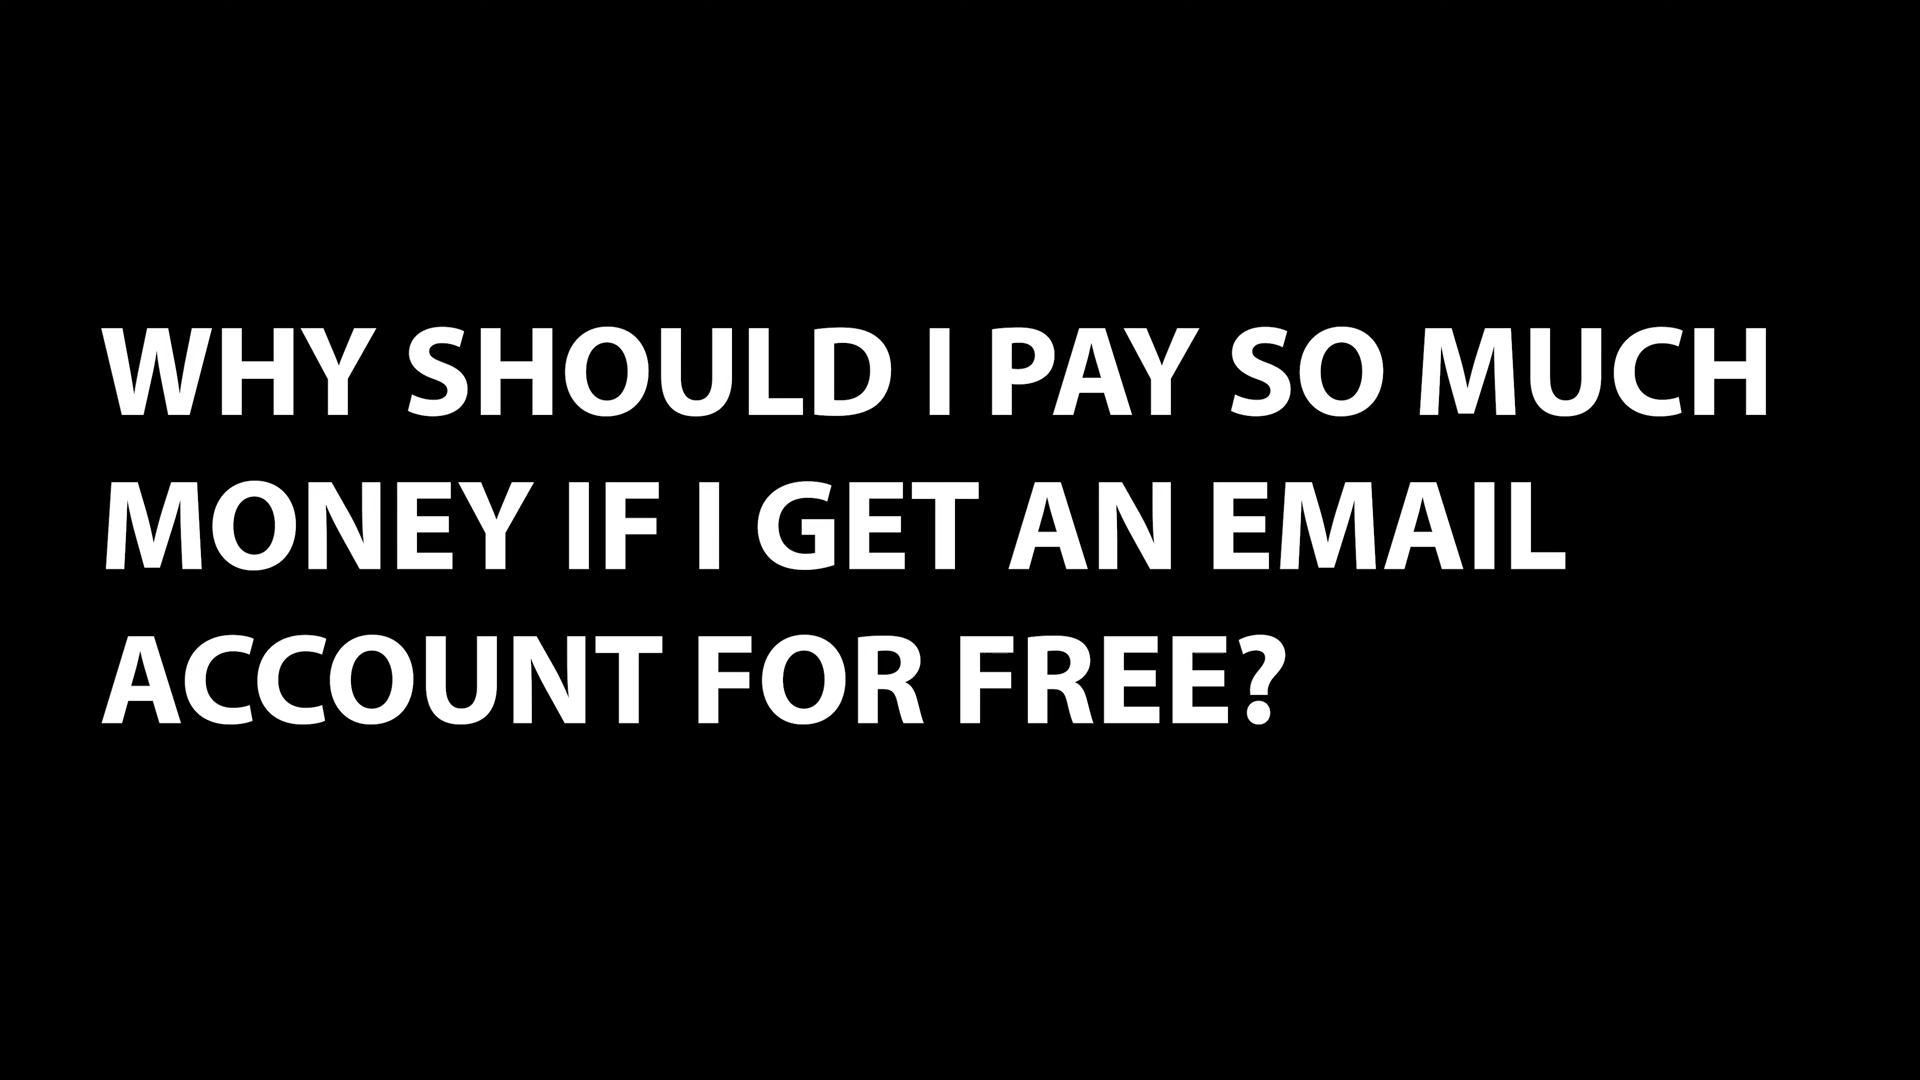 WHY SHOULD I PAY SO MUCH
MONEY IF I GET AN EMAIL
ACCOUNT FOR FREE?